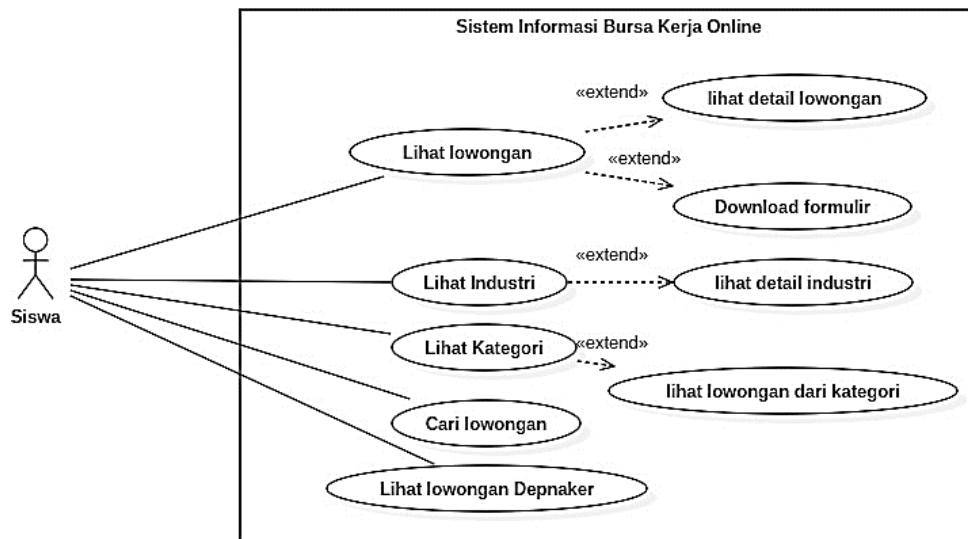 Sistem Informasi Bursa Kerja Online
«extend»
lihat detail lowongan
Lihat lowongan
«extend»
Download formulir
«extend»
Lihat Industri
lihat detail industri
Siswa
Lihat Kategori
«extend»
lihat lowongan dari kategori
Cari lowongan
Lihat lowongan Depnaker